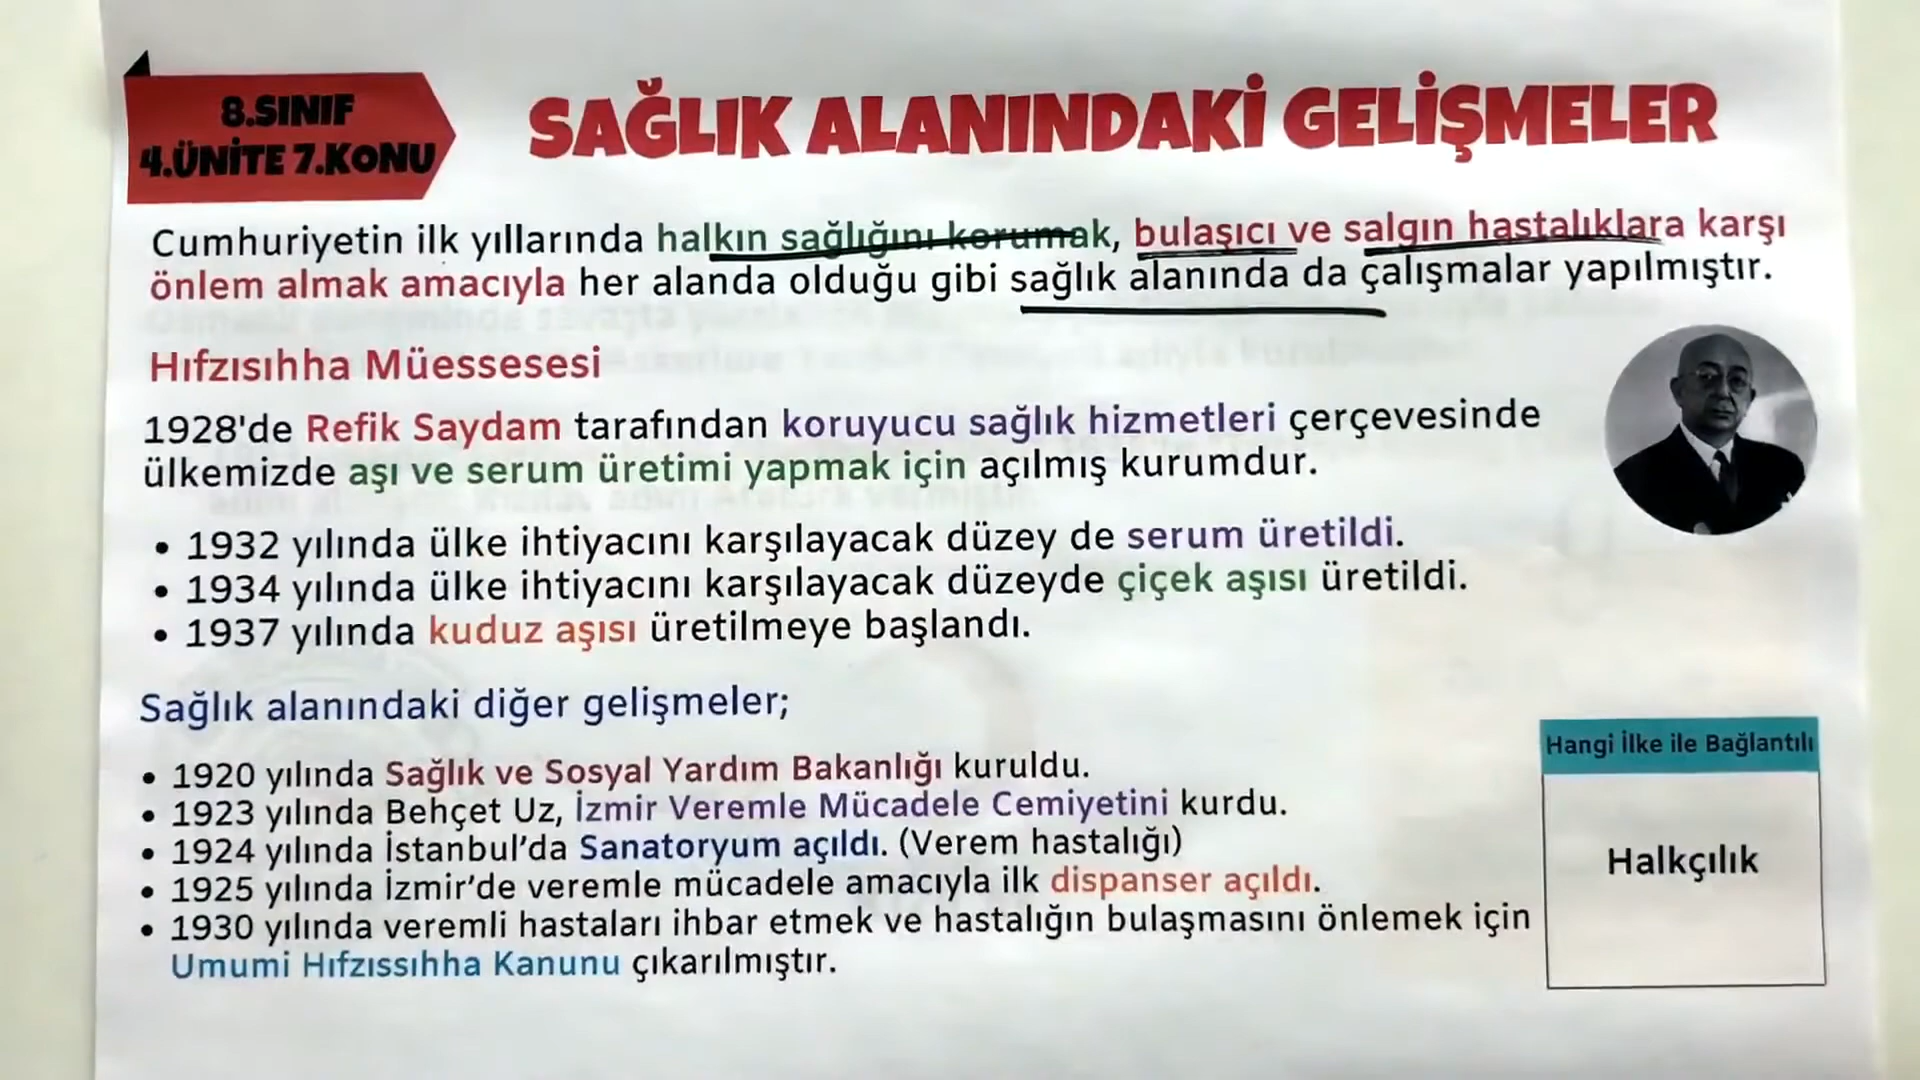 8.SINIF
4.ÜNİTE 7.KONU
SAĞLIK ALANINDAKİ GELİŞMELER
Cumhuriyetin ilk yıllarında halkın sağlığını korumak, bulaşıcı ve salgın hastalıklara karşı
önlem almak amacıyla her alanda olduğu gibi sağlık alanında da çalışmalar yapılmıştır.
Hıfzısıhha Müessesesi
1928'de Refik Saydam tarafından koruyucu sağlık hizmetleri çerçevesinde
ülkemizde aşı ve serum üretimi yapmak için açılmış kurumdur.
• 1932 yılında ülke ihtiyacını karşılayacak düzey de serum üretildi.
• 1934 yılında ülke ihtiyacını karşılayacak düzeyde çiçek aşısı üretildi.
• 1937 yılında kuduz aşısı üretilmeye başlandı.
Sağlık alanındaki diğer gelişmeler;
• 1920 yılında Sağlık ve Sosyal Yardım Bakanlığı kuruldu.
• 1923 yılında Behçet Uz, İzmir Veremle Mücadele Cemiyetini kurdu.
• 1924 yılında İstanbul’da Sanatoryum açıldı. (Verem hastalığı)
• 1925 yılında İzmir’de veremle mücadele amacıyla ilk dispanser açıldı.
• 1930 yılında veremli hastaları ihbar etmek ve hastalığın bulaşmasını önlemek için
Umumi Hıfzıssıhha Kanunu çıkarılmıştır.
Hangi İlke ile Bağlantılı
Halkçılık